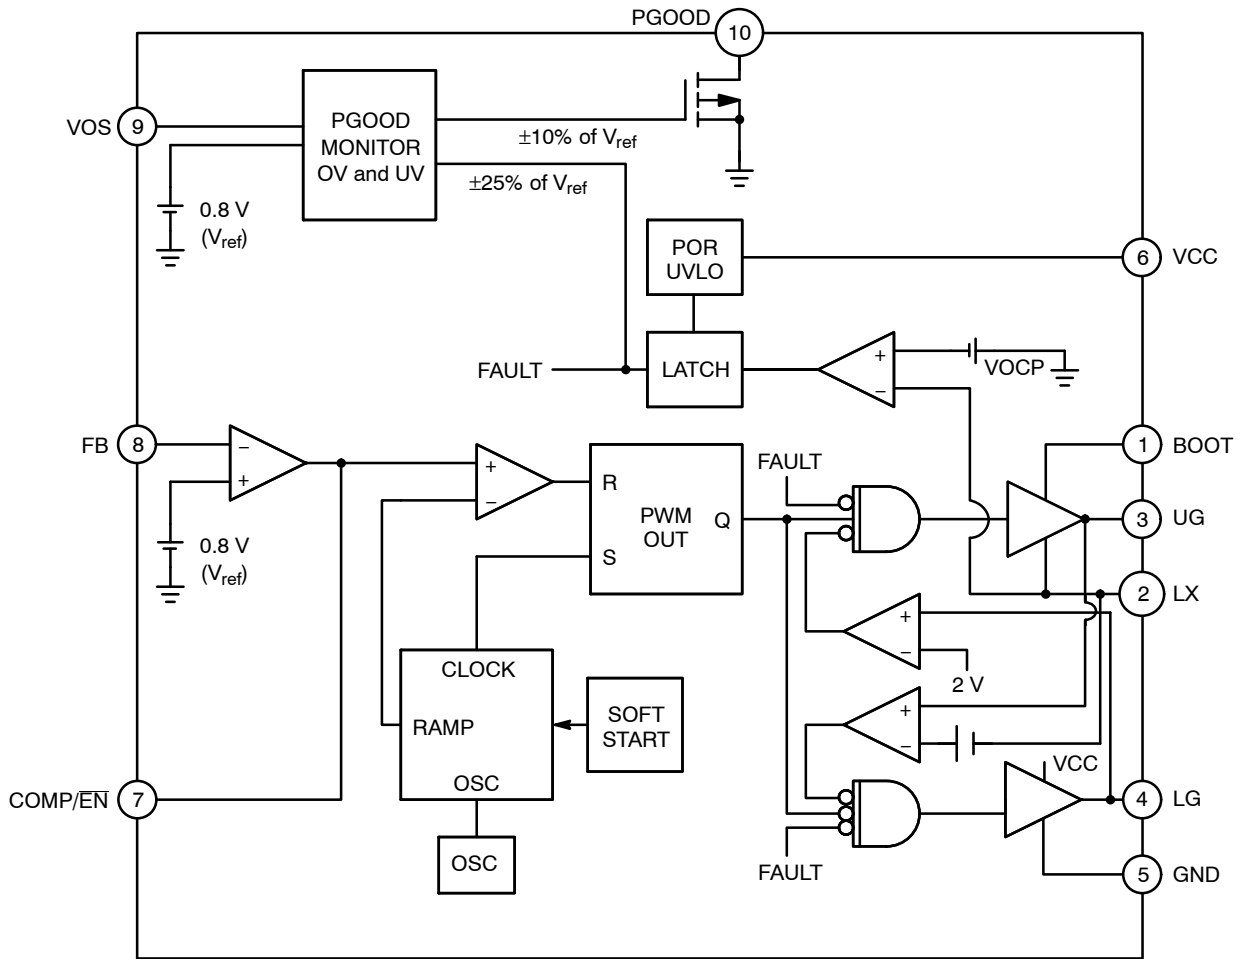 PGOOD
10
VOS
9
PGOOD
MONITOR
OV and UV
±10% of Vref
±25% of Vref
0.8 V
(Vref)
POR
UVLO
6
VCC
FAULT
LATCH
+
−
VOCP
FB
8
−
+
0.8 V
(Vref)
+
−
R
S
PWM
OUT
Q
FAULT
1
BOOT
3
UG
2
LX
+
−
2 V
CLOCK
RAMP
OSC
SOFT
START
+
−
VCC
COMP/EN
7
4
LG
OSC
FAULT
5
GND